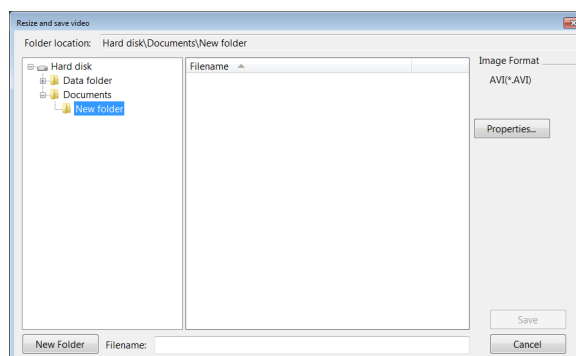 Resize and save video
Folder location: Hard disk\Documents\New folder
Hard disk
Data folder
Documents
New folder
Filename
Image Format
AVI(*.AVI)
Properties...
Save
New Folder
Filename:
Cancel